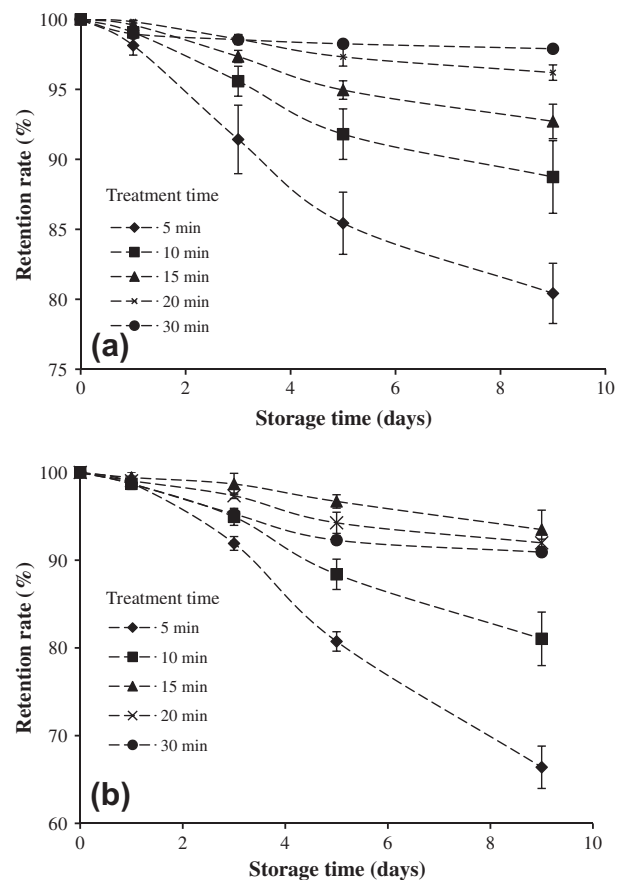 100
95
90
85
80
75
Retention rate (%)
Treatment time
5 min
10 min
15 min
20 min
30 min
(a)
0 2 4 6 8 10
Storage time (days)
100
90
80
70
60
Retention rate (%)
Treatment time
5 min
10 min
15 min
20 min
30 min
(b)
0 2 4 6 8 10
Storage time (days)